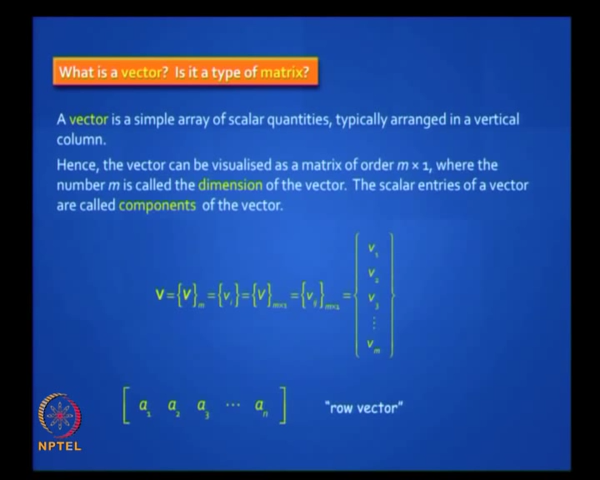 What is a vector? Is it a type of matrix?
A vector is a simple array of scalar quantities, typically arranged in a vertical
column.
Hence, the vector can be visualised as a matrix of order m × 1, where the
number m is called the dimension of the vector. The scalar entries of a vector
are called components of the vector.
V = {V}ₘ = {vᵢ} = {V}ₘₓ₁ = {vᵢⱼ}ₘₓ₁ = { v₁ v₂ v₃ ⋮ vₘ }
[ a₁ a₂ a₃ ⋯ aₙ ] "row vector"
NPTEL